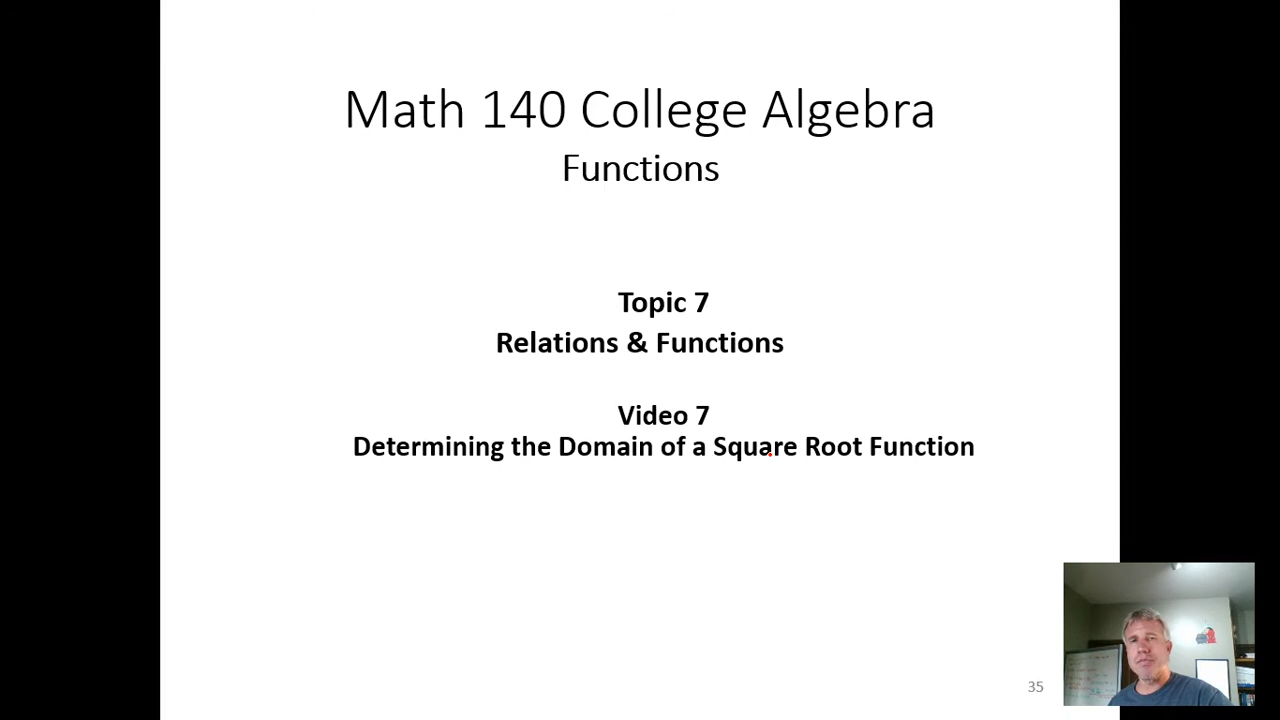 Math 140 College Algebra
Functions
Topic 7
Relations & Functions
Video 7
Determining the Domain of a Square Root Function
35